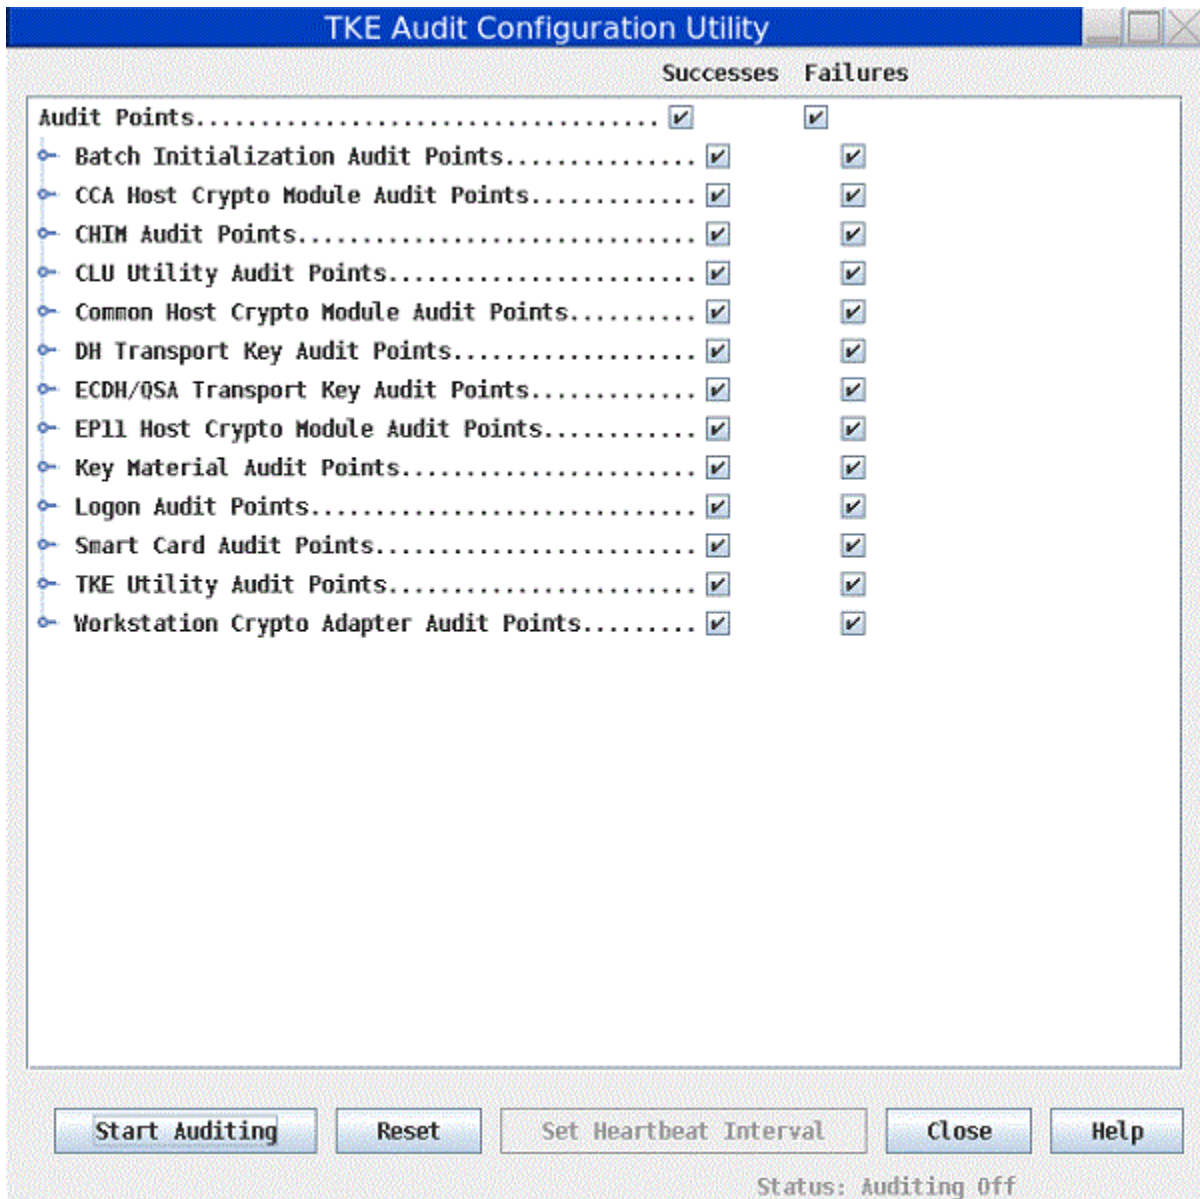 TKE Audit Configuration Utility
Successes Failures
Audit Points....................................
Batch Initialization Audit Points...............
CCA Host Crypto Module Audit Points.............
CHIM Audit Points...............................
CLU Utility Audit Points........................
Common Host Crypto Module Audit Points..........
DH Transport Key Audit Points...................
ECDH/QSA Transport Key Audit Points.............
EP11 Host Crypto Module Audit Points............
Key Material Audit Points.......................
Logon Audit Points..............................
Smart Card Audit Points.........................
TKE Utility Audit Points........................
Workstation Crypto Adapter Audit Points.........
Start Auditing Reset Set Heartbeat Interval Close Help
Status: Auditing Off